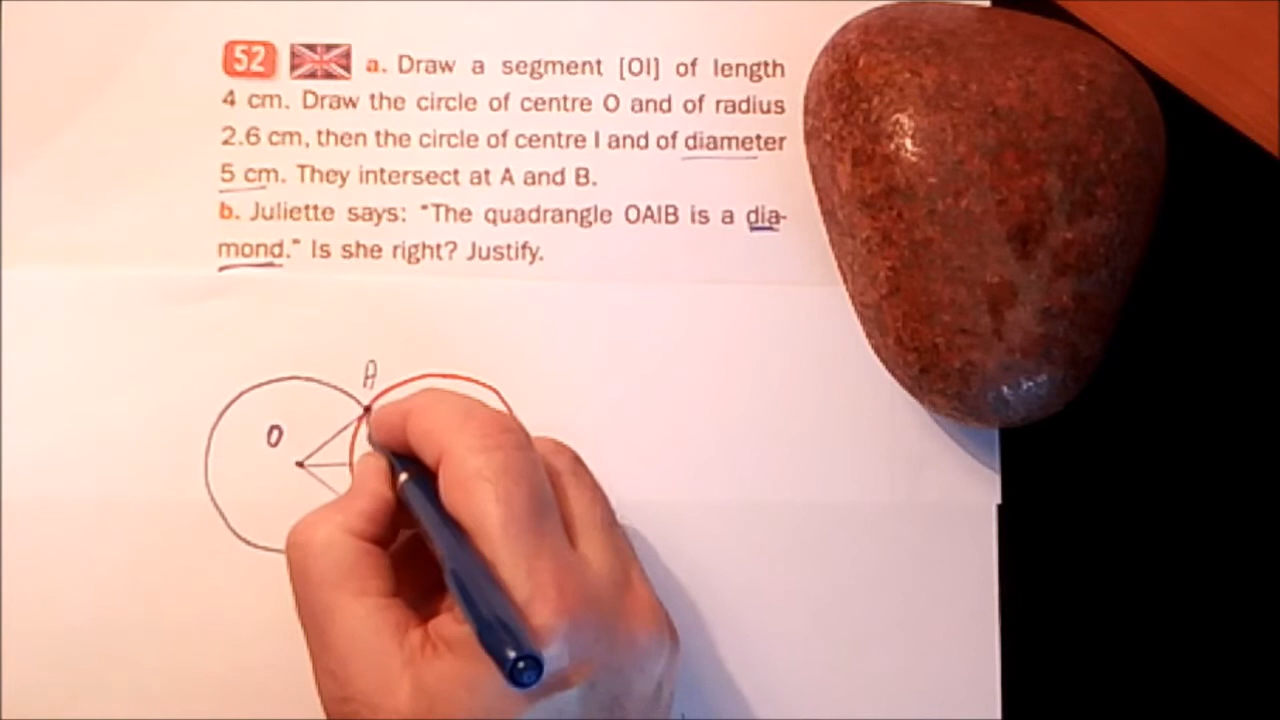 52 a. Draw a segment [OI] of length
4 cm. Draw the circle of centre O and of radius
2.6 cm, then the circle of centre I and of diameter
5 cm. They intersect at A and B.
b. Juliette says: "The quadrangle OAIB is a dia-
mond." Is she right? Justify.
A
O